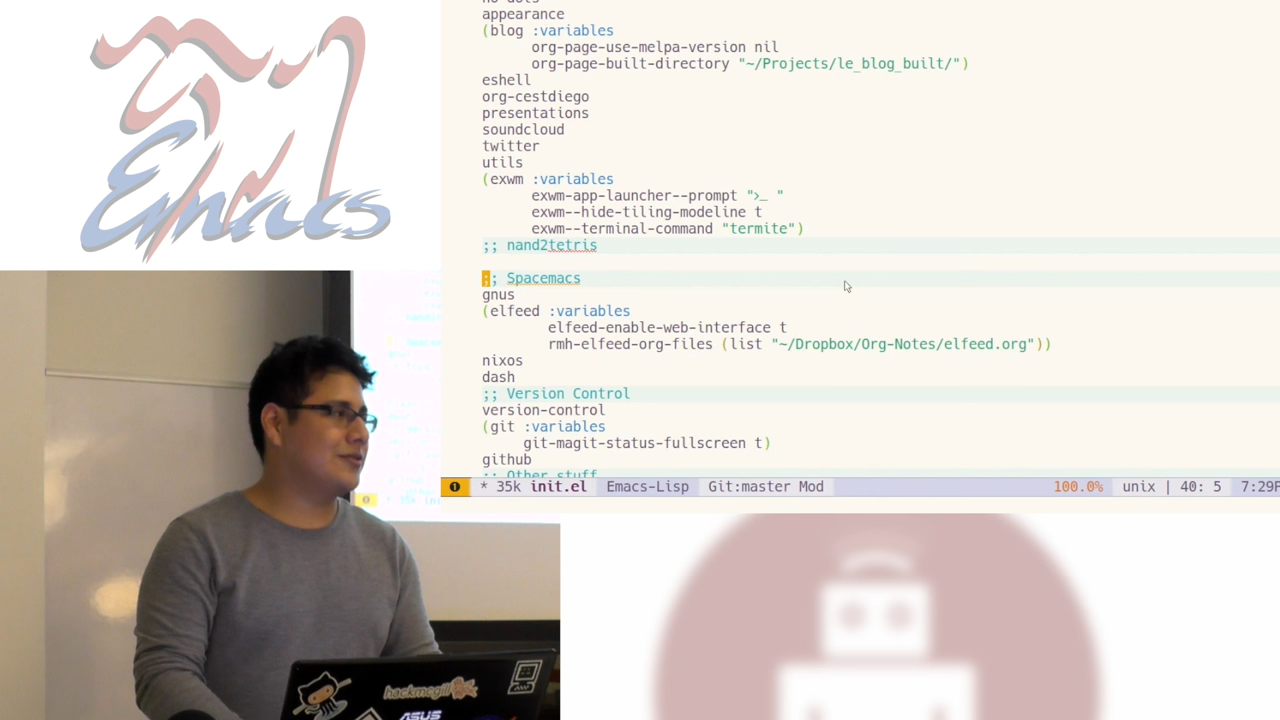 Emacs
appearance
(blog :variables
org-page-use-melpa-version nil
org-page-built-directory "~/Projects/le_blog_built/")
eshell
org-cestdiego
presentations
soundcloud
twitter
utils
(exwm :variables
exwm-app-launcher--prompt ">_ "
exwm--hide-tiling-modeline t
exwm--terminal-command "termite")
;; nand2tetris
;; Spacemacs
gnus
(elfeed :variables
elfeed-enable-web-interface t
rmh-elfeed-org-files (list "~/Dropbox/Org-Notes/elfeed.org"))
nixos
dash
;; Version Control
version-control
(git :variables
git-magit-status-fullscreen t)
github
;; Other stuff
* 35k init.el Emacs-Lisp Git:master Mod 100.0% unix | 40: 5 7:29
hackmcgill
ASUS